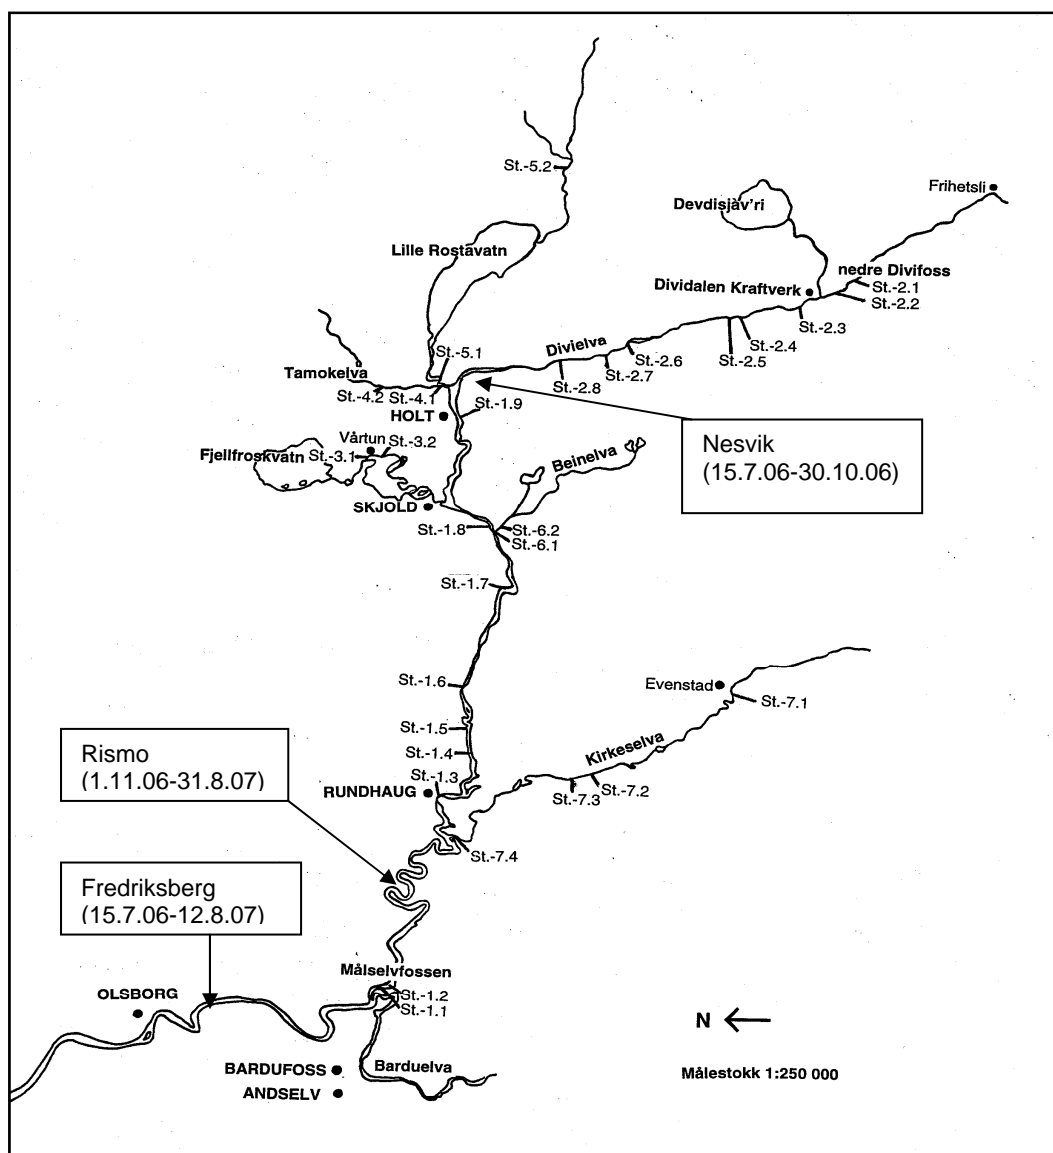 St.-5.2
Frihetsli
Devdisjàv'ri
Lille Rostavatn
nedre Divifoss
St.-2.1
Dividalen Kraftverk
St.-2.2
St.-2.3
St.-2.4
St.-2.5
Divielva
St.-2.6
St.-2.7
St.-2.8
St.-5.1
Tamokelva
St.-4.2
St.-4.1
HOLT
St.-1.9
Vårtun
St.-3.2
Fjellfroskvatn
St.-3.1
Nesvik
(15.7.06-30.10.06)
Beinelva
SKJOLD
St.-1.8
St.-6.2
St.-6.1
St.-1.7
St.-1.6
Evenstad
St.-7.1
St.-1.5
Kirkeselva
St.-1.4
Rismo
(1.11.06-31.8.07)
St.-1.3
RUNDHAUG
St.-7.2
St.-7.3
St.-7.4
Fredriksberg
(15.7.06-12.8.07)
Målselvfossen
OLSBORG
St.-1.2
St.-1.1
N
BARDUFOSS
Barduelva
Målestokk 1:250 000
ANDSELV